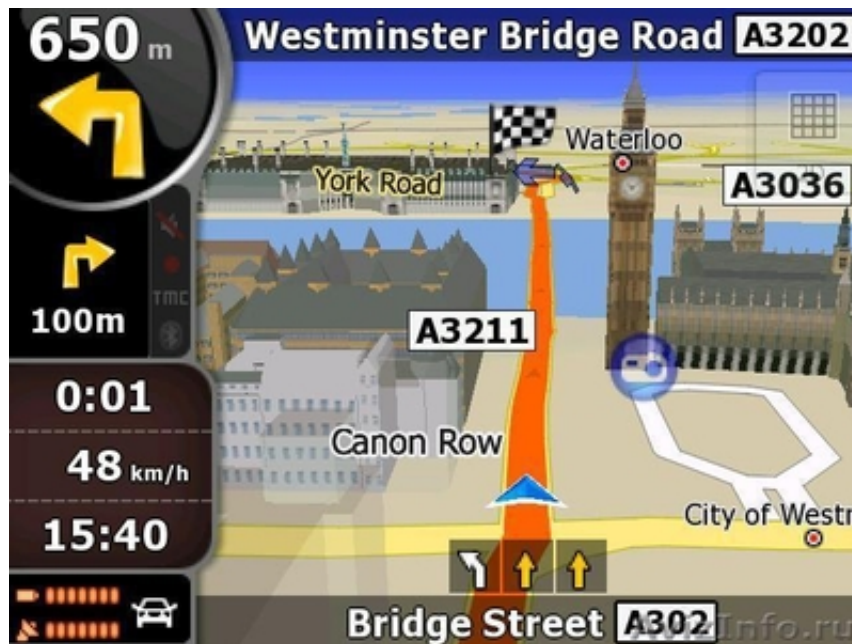 650 m
Westminster Bridge Road A3202
Waterloo
York Road
A3036
100m
TMC
A3211
0:01
Canon Row
48 km/h
15:40
City of Westr
Bridge Street A302